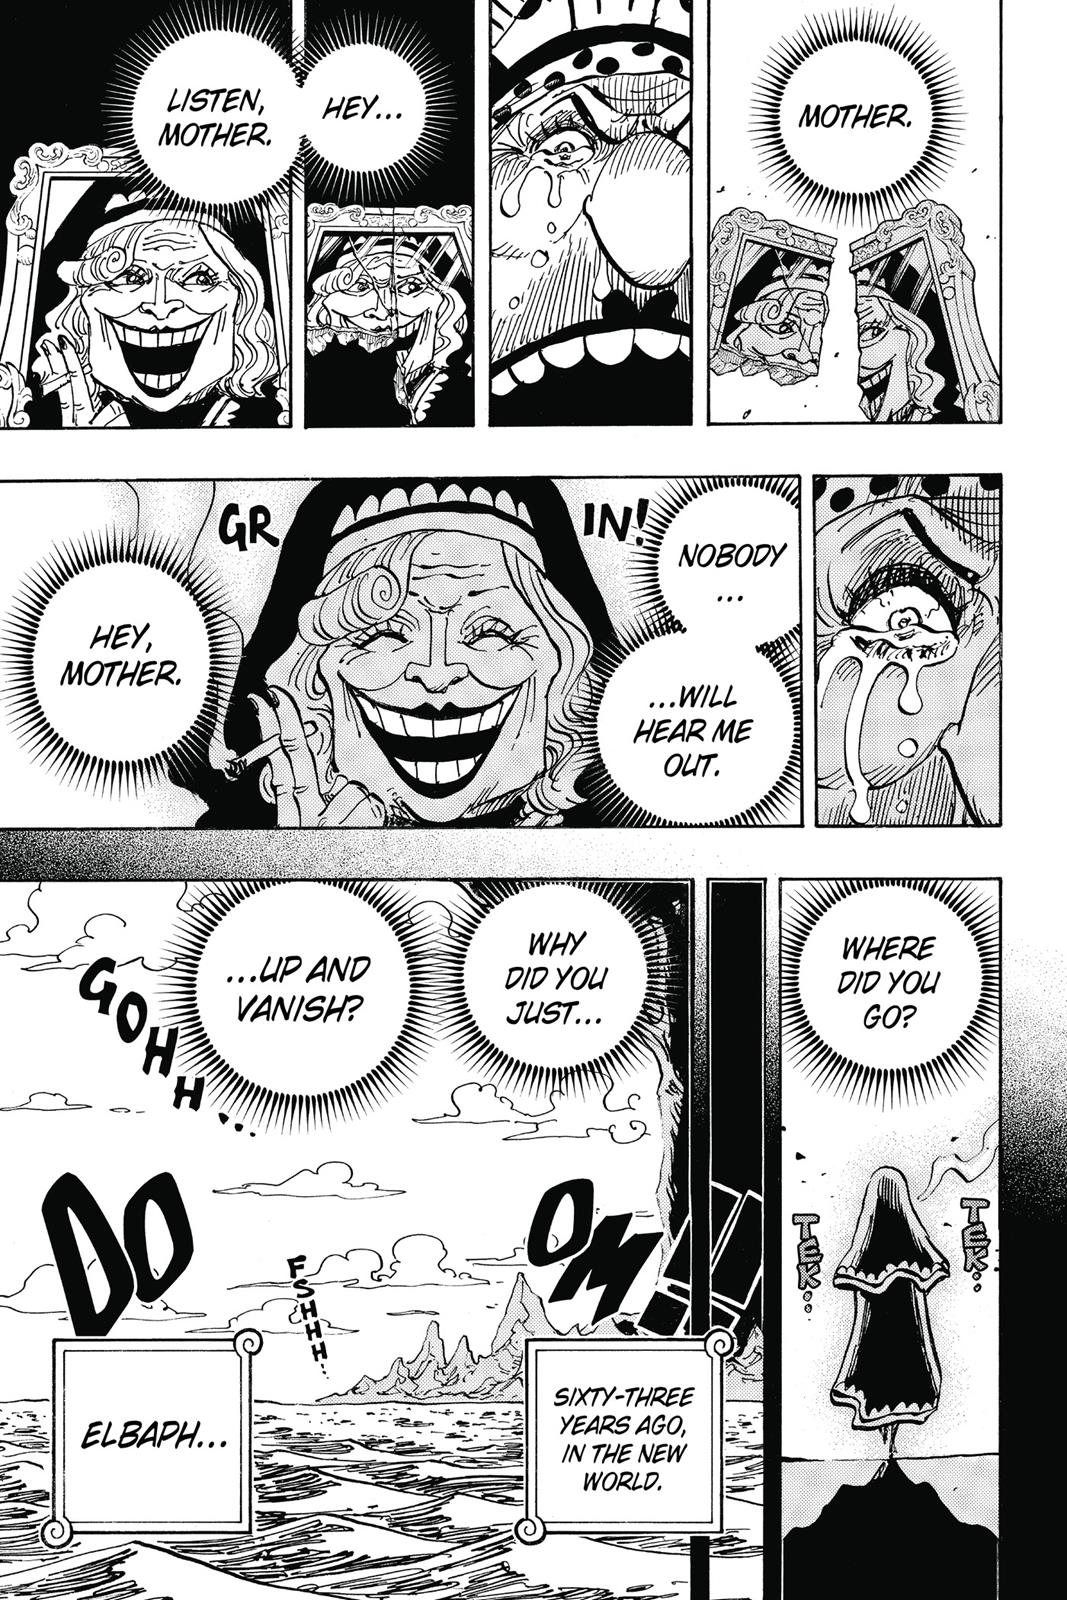 MOTHER.
HEY...
LISTEN,
MOTHER.
NOBODY
...
...WILL
HEAR ME
OUT.
GR IN!
HEY,
MOTHER.
WHERE
DID YOU
GO?
TEK..
TEK..
WHY
DID YOU
JUST...
...UP AND
VANISH?
GOHH...
DO OM
FSHHH..
SIXTY-THREE
YEARS AGO,
IN THE NEW
WORLD.
ELBAPH...